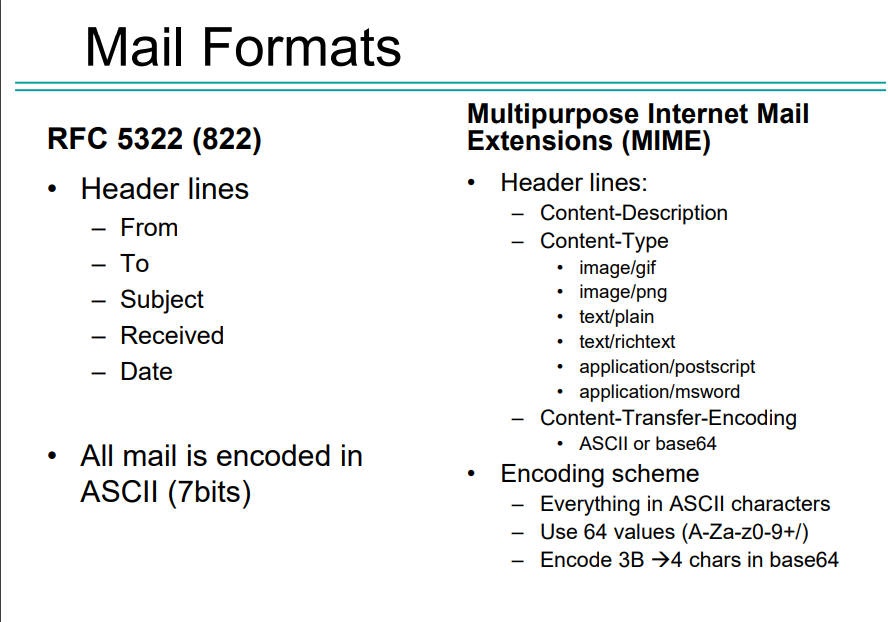 Mail Formats
RFC 5322 (822)
• Header lines
– From
– To
– Subject
– Received
– Date
• All mail is encoded in
ASCII (7bits)
Multipurpose Internet Mail
Extensions (MIME)
• Header lines:
– Content-Description
– Content-Type
• image/gif
• image/png
• text/plain
• text/richtext
• application/postscript
• application/msword
– Content-Transfer-Encoding
• ASCII or base64
• Encoding scheme
– Everything in ASCII characters
– Use 64 values (A-Za-z0-9+/)
– Encode 3B →4 chars in base64